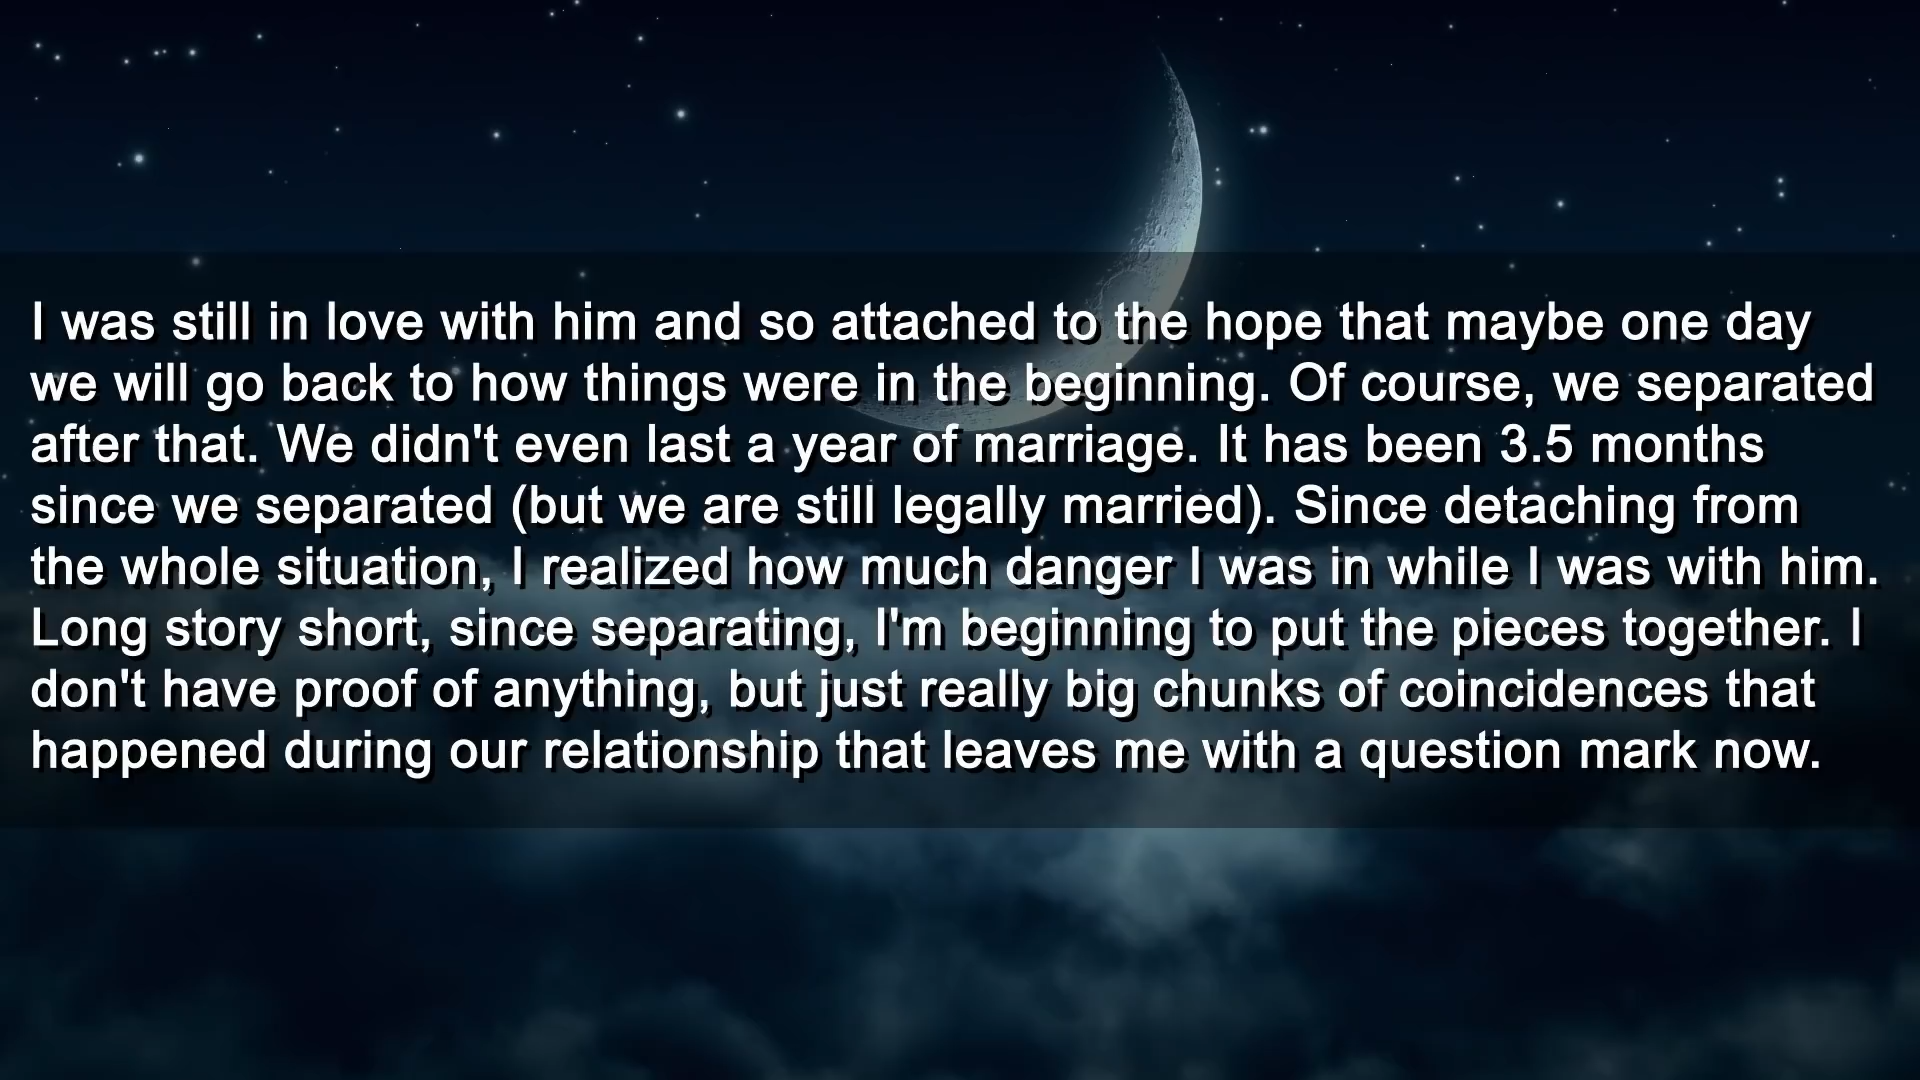 I was still in love with him and so attached to the hope that maybe one day
we will go back to how things were in the beginning. Of course, we separated
after that. We didn't even last a year of marriage. It has been 3.5 months
since we separated (but we are still legally married). Since detaching from
the whole situation, I realized how much danger I was in while I was with him.
Long story short, since separating, I'm beginning to put the pieces together. I
don't have proof of anything, but just really big chunks of coincidences that
happened during our relationship that leaves me with a question mark now.